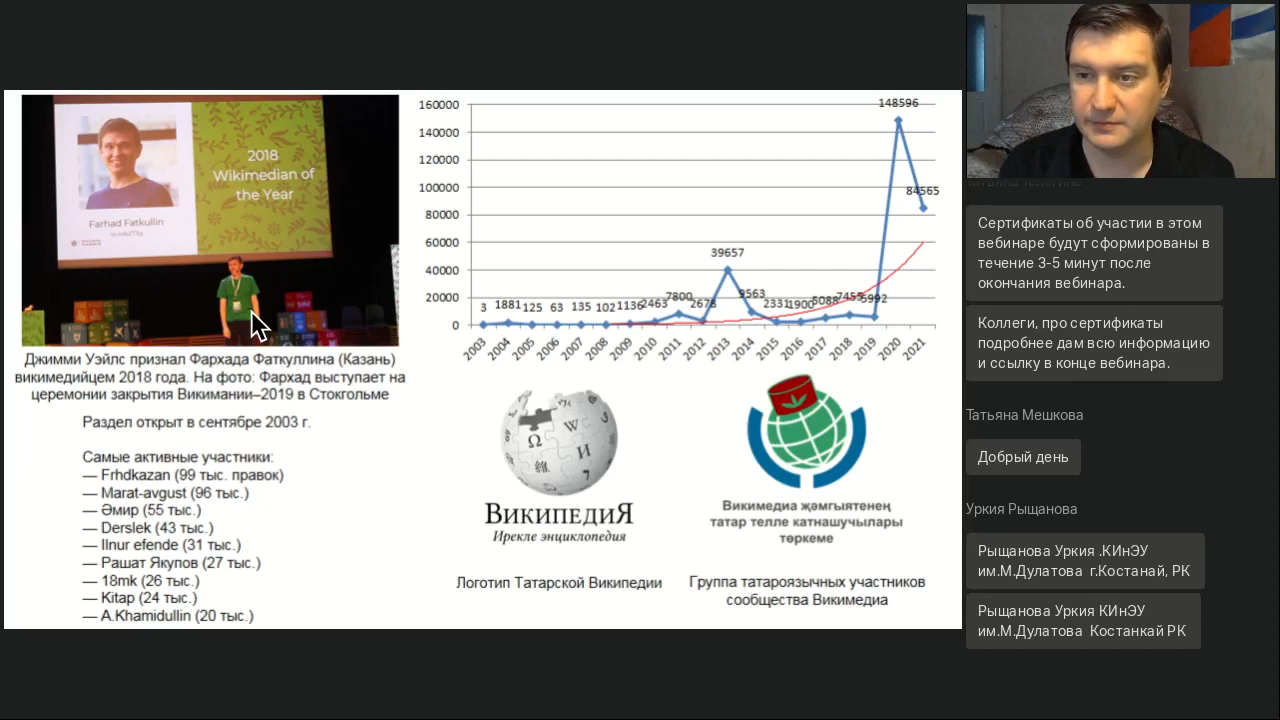 2018
Wikimedian of
the Year
Farhad Fatkullin
Джимми Уэйлс признал Фархада Фаткуллина (Казань)
викимедийцем 2018 года. На фото: Фархад выступает на
церемонии закрытия Викимании–2019 в Стокгольме
Раздел открыт в сентябре 2003 г.
Самые активные участники:
— Frhdkazan (99 тыс. правок)
— Marat-avgust (96 тыс.)
— Әмир (55 тыс.)
— Derslek (43 тыс.)
— Ilnur efende (31 тыс.)
— Рашат Якупов (27 тыс.)
— 18mk (26 тыс.)
— Kitap (24 тыс.)
— A.Khamidullin (20 тыс.)
160000
140000
120000
100000
80000
60000
40000
20000
0
3 1881 125 63 135 102 1136 2463 7800 2678 39657 9563 2331 1900 5088 7455 5992 148596 84565
2003 2004 2005 2006 2007 2008 2009 2010 2011 2012 2013 2014 2015 2016 2017 2018 2019 2020 2021
Ω W И
ВикипедиЯ
Ирекле энциклопедия
Логотип Татарской Википедии
Викимедиа җәмгыятенең
татар телле катнашучылары
төркеме
Группа татароязычных участников
сообщества Викимедиа
Сертификаты об участии в этом
вебинаре будут сформированы в
течение 3-5 минут после
окончания вебинара.
Коллеги, про сертификаты
подробнее дам всю информацию
и ссылку в конце вебинара.
Татьяна Мешкова
Добрый день
Уркия Рыщанова
Рыщанова Уркия .КИнЭУ
им.М.Дулатова г.Костанай, РК
Рыщанова Уркия КИнЭУ
им.М.Дулатова Костанкай РК